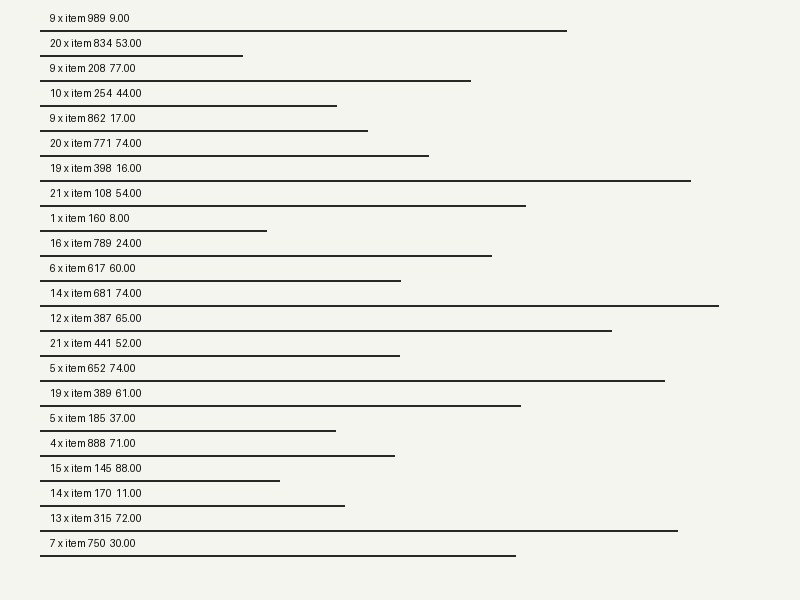 9 x item 989 9.00
20 x item 834 53.00
9 x item 208 77.00
10 x item 254 44.00
9 x item 862 17.00
20 x item 771 74.00
19 x item 398 16.00
21 x item 108 54.00
1 x item 160 8.00
16 x item 789 24.00
6 x item 617 60.00
14 x item 681 74.00
12 x item 387 65.00
21 x item 441 52.00
5 x item 652 74.00
19 x item 389 61.00
5 x item 185 37.00
4 x item 888 71.00
15 x item 145 88.00
14 x item 170 11.00
13 x item 315 72.00
7 x item 750 30.00